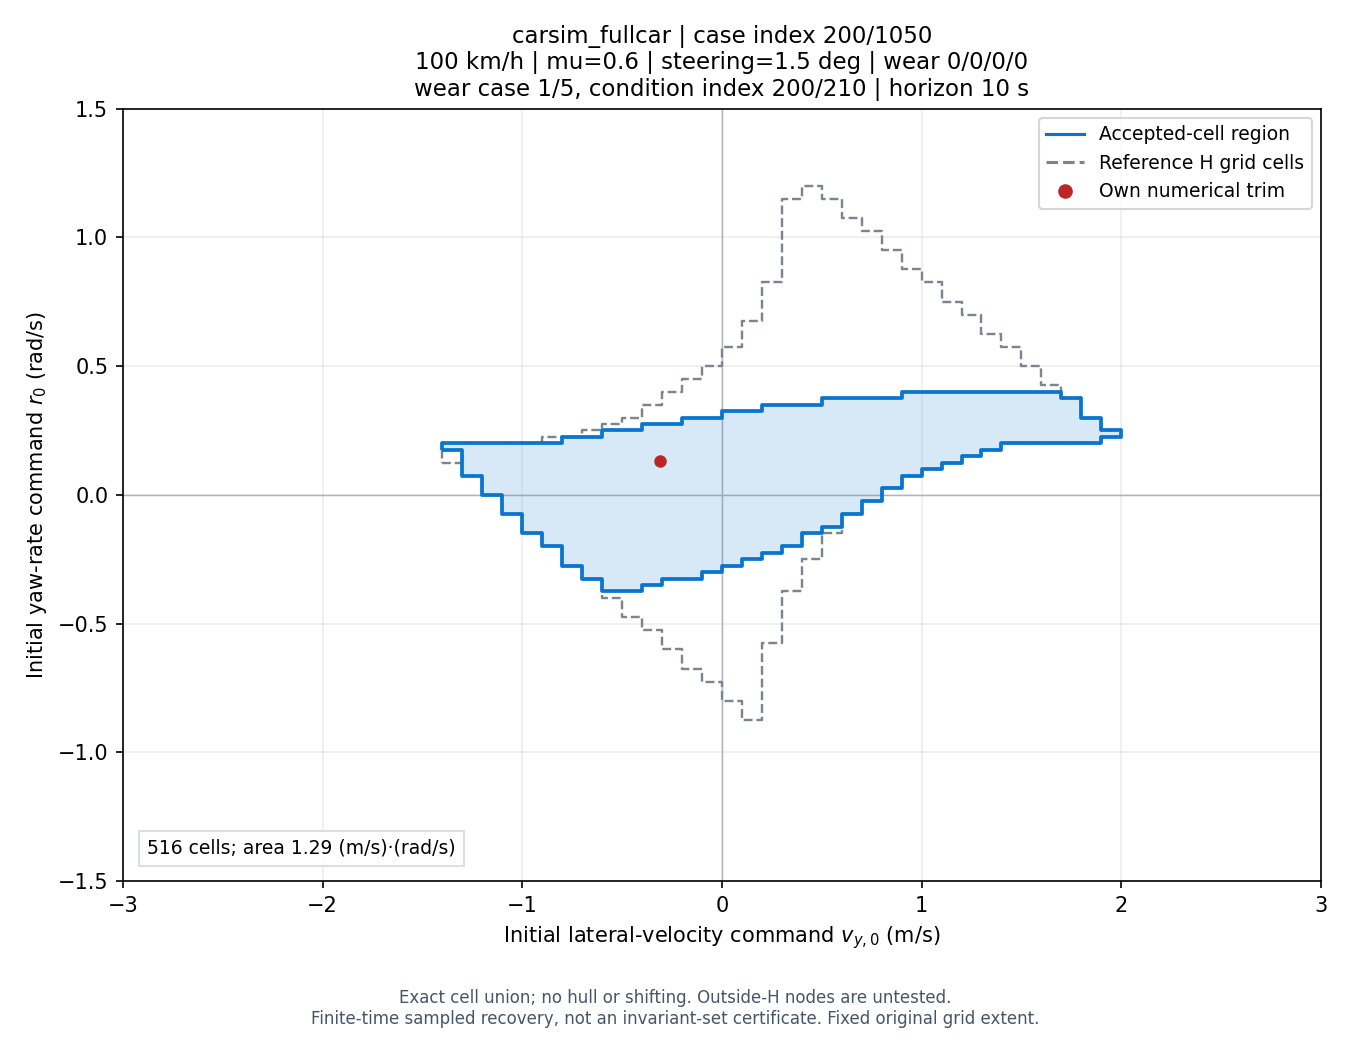 carsim_fullcar | case index 200/1050
100 km/h | mu=0.6 | steering=1.5 deg | wear 0/0/0/0
wear case 1/5, condition index 200/210 | horizon 10 s
Accepted-cell region
Reference H grid cells
Own numerical trim
1.5
1.0
0.5
0.0
−0.5
−1.0
−1.5
Initial yaw-rate command r₀ (rad/s)
516 cells; area 1.29 (m/s)·(rad/s)
−3
−2
−1
0
1
2
3
Initial lateral-velocity command v_{y,0} (m/s)
Exact cell union; no hull or shifting. Outside-H nodes are untested.
Finite-time sampled recovery, not an invariant-set certificate. Fixed original grid extent.